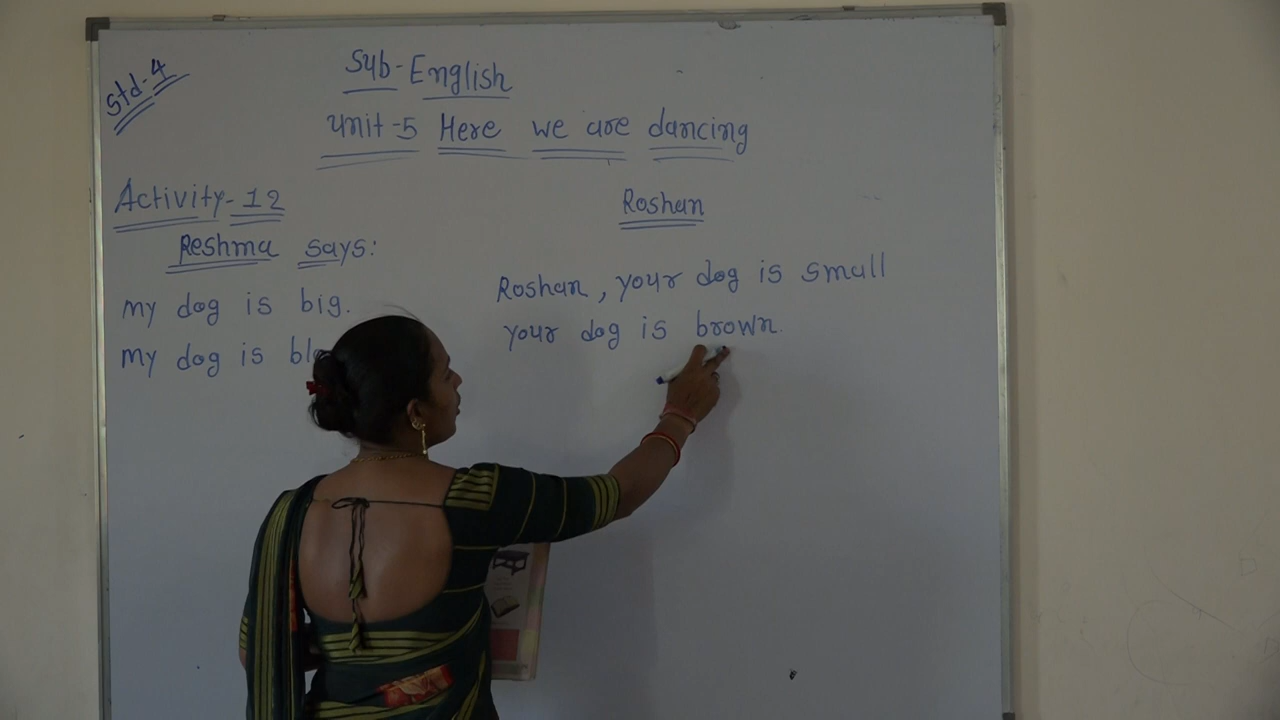 Std-4
Sub-English
Unit-5 Here we are dancing
Activity-12
Reshma says:
my dog is big.
my dog is
Roshan
Roshan, your dog is small
your dog is brown.